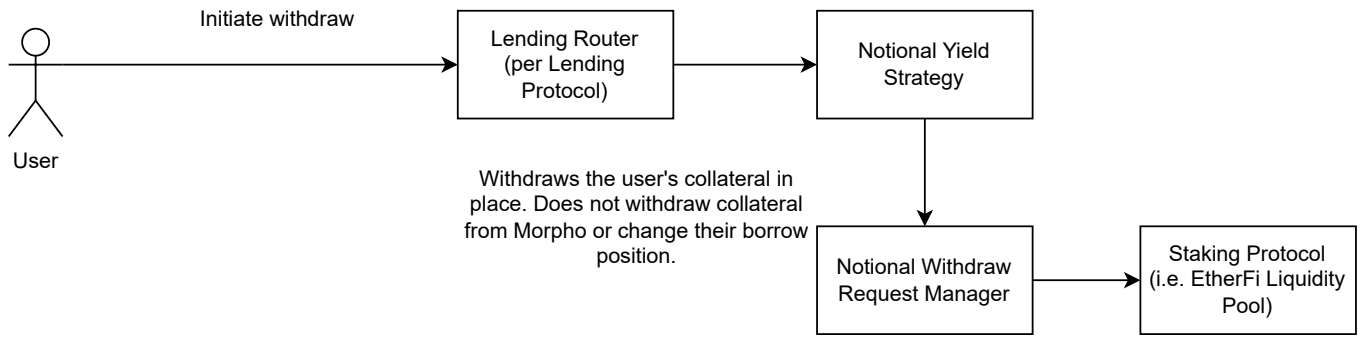 Initiate withdraw
Lending Router
(per Lending
Protocol)
Notional Yield
Strategy
User
Withdraws the user's collateral in
place. Does not withdraw collateral
from Morpho or change their borrow
position.
Notional Withdraw
Request Manager
Staking Protocol
(i.e. EtherFi Liquidity
Pool)